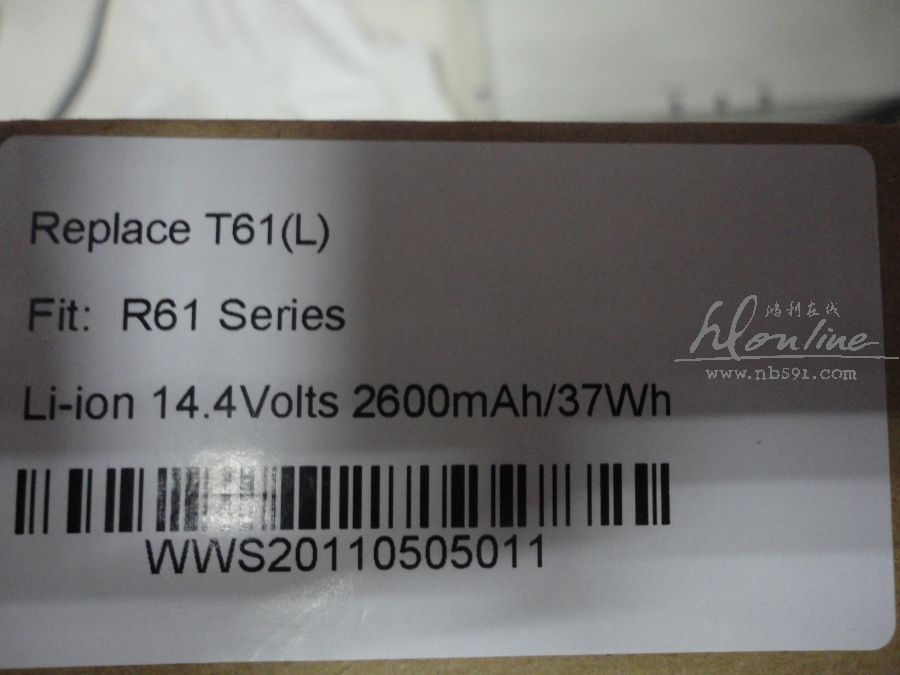 Replace T61(L)
Fit: R61 Series
鸿利在线
hlonline
www.nb591.com
Li-ion 14.4Volts 2600mAh/37Wh
WWS20110505011